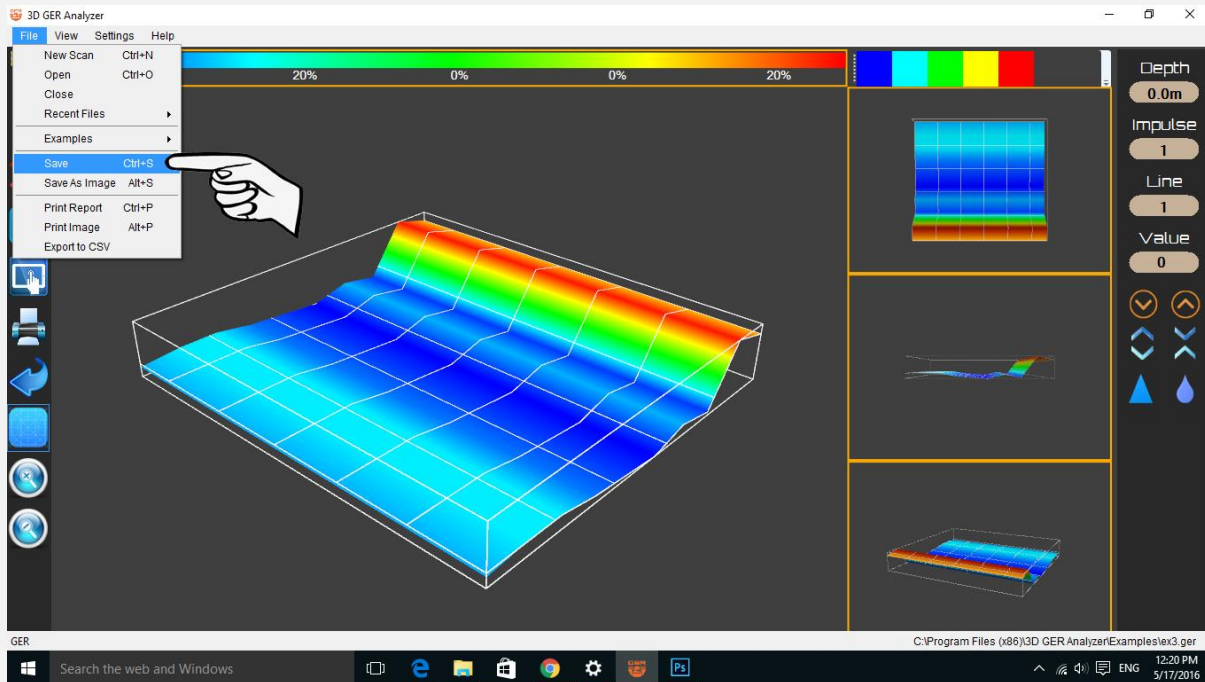 3D GER Analyzer
File View Settings Help
New Scan Ctrl+N
Open Ctrl+O
Close
Recent Files
Examples
Save Ctrl+S
Save As Image Alt+S
Print Report Ctrl+P
Print Image Alt+P
Export to CSV
20% 0% 0% 20%
Depth
0.0m
Impulse
1
Line
1
Value
0
GER C:\Program Files (x86)\3D GER Analyzer\Examples\ex3.ger
Search the web and Windows
Ps
ENG
12:20 PM
5/17/2016